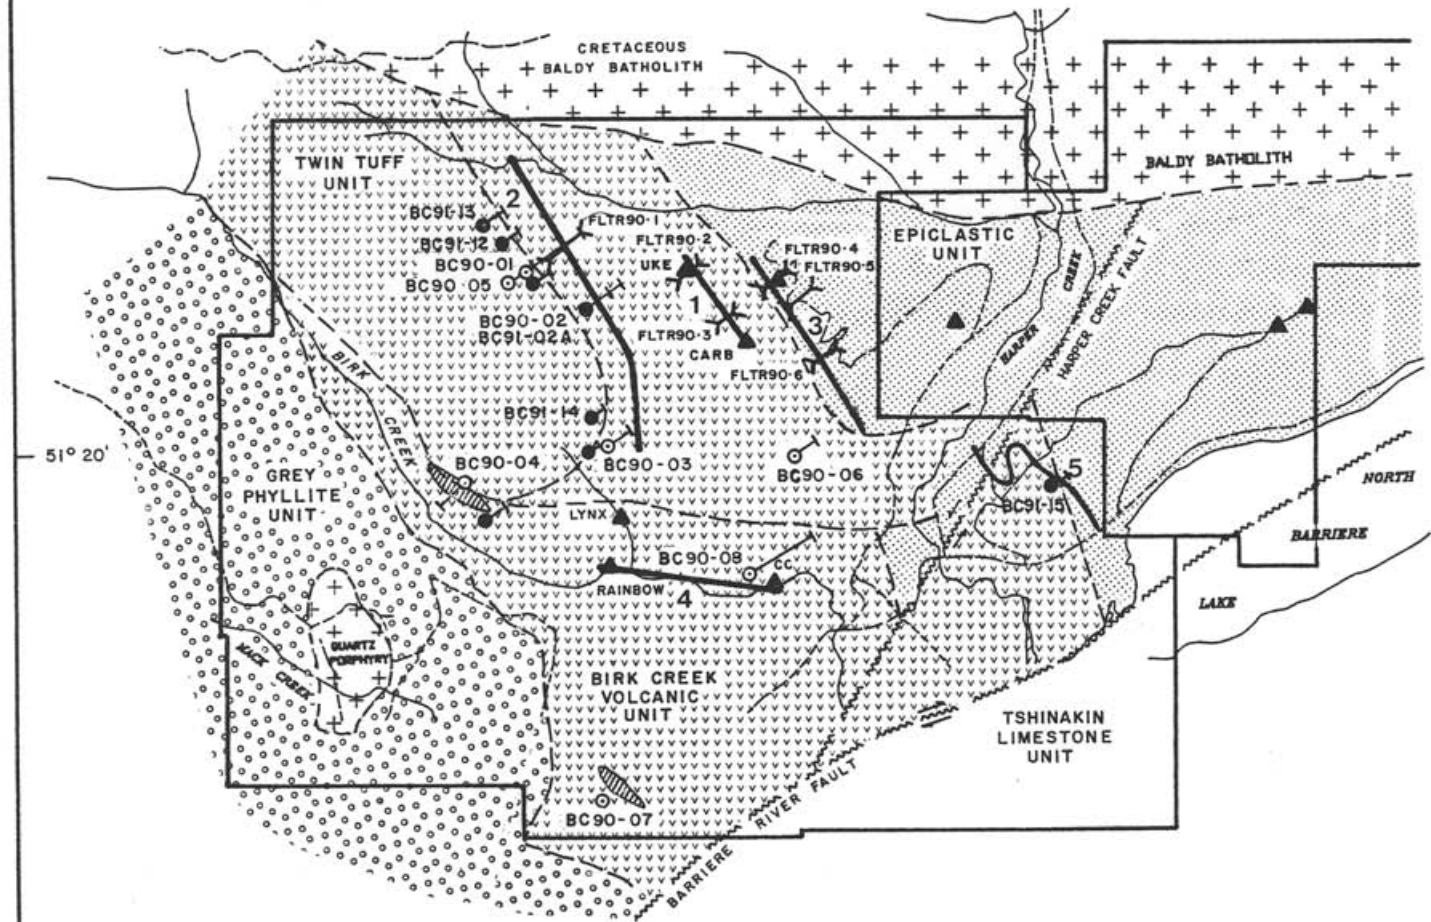 CRETACEOUS
BALDY BATHOLITH
BALDY BATHOLITH
TWIN TUFF
UNIT
2
BC91-13
FLTR90-1
BC91-12
FLTR90-2
FLTR90-4
EPICLASTIC
UNIT
BC90-01
UKE
FLTR90-5
BC90-05
CREEK
HARPER
HARPER CREEK FAULT
1
BC90-02
BC91-02A
FLTR90-3
3
CARB
FLTR90-6
BIRK
CREEK
BC91-14
51° 20'
BC90-04
BC90-03
BC90-06
5
BC91-15
NORTH
BARRIERE
LAKE
GREY
PHYLLITE
UNIT
LYNX
BC90-08
CC
RAINBOW
4
QUARTZ
PORPHYRY
MACK
CREEK
BIRK CREEK
VOLCANIC
UNIT
TSHINAKIN
LIMESTONE
UNIT
BC90-07
BARRIERE RIVER FAULT